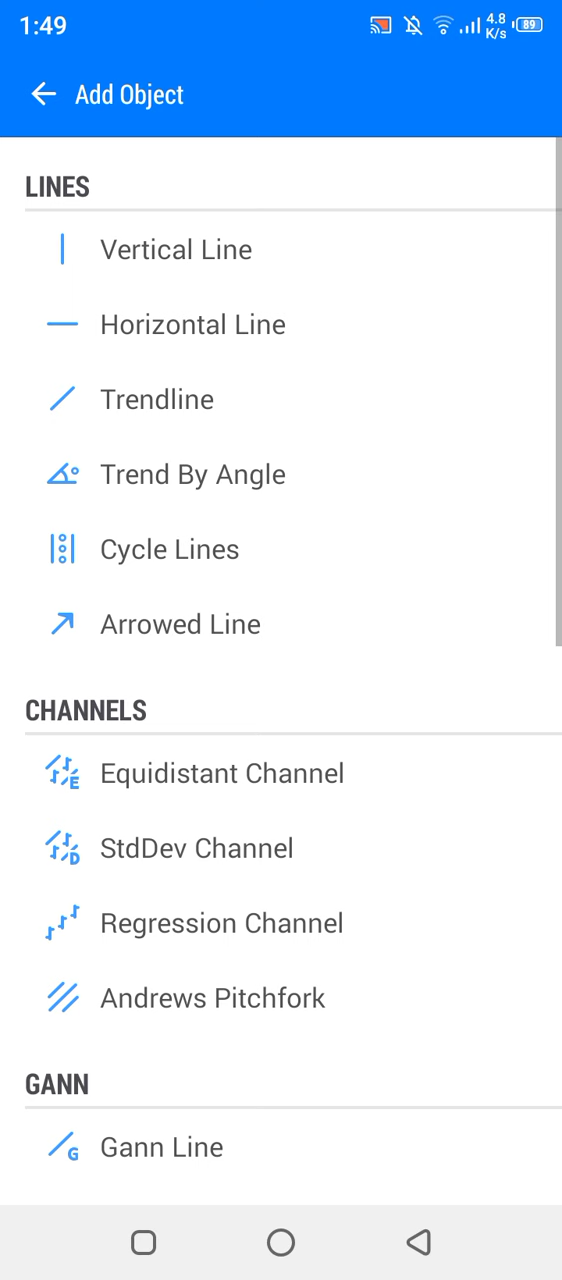 1:49
4.8
K/s
89
Add Object
LINES
Vertical Line
Horizontal Line
Trendline
Trend By Angle
Cycle Lines
Arrowed Line
CHANNELS
E
Equidistant Channel
D
StdDev Channel
Regression Channel
Andrews Pitchfork
GANN
G
Gann Line